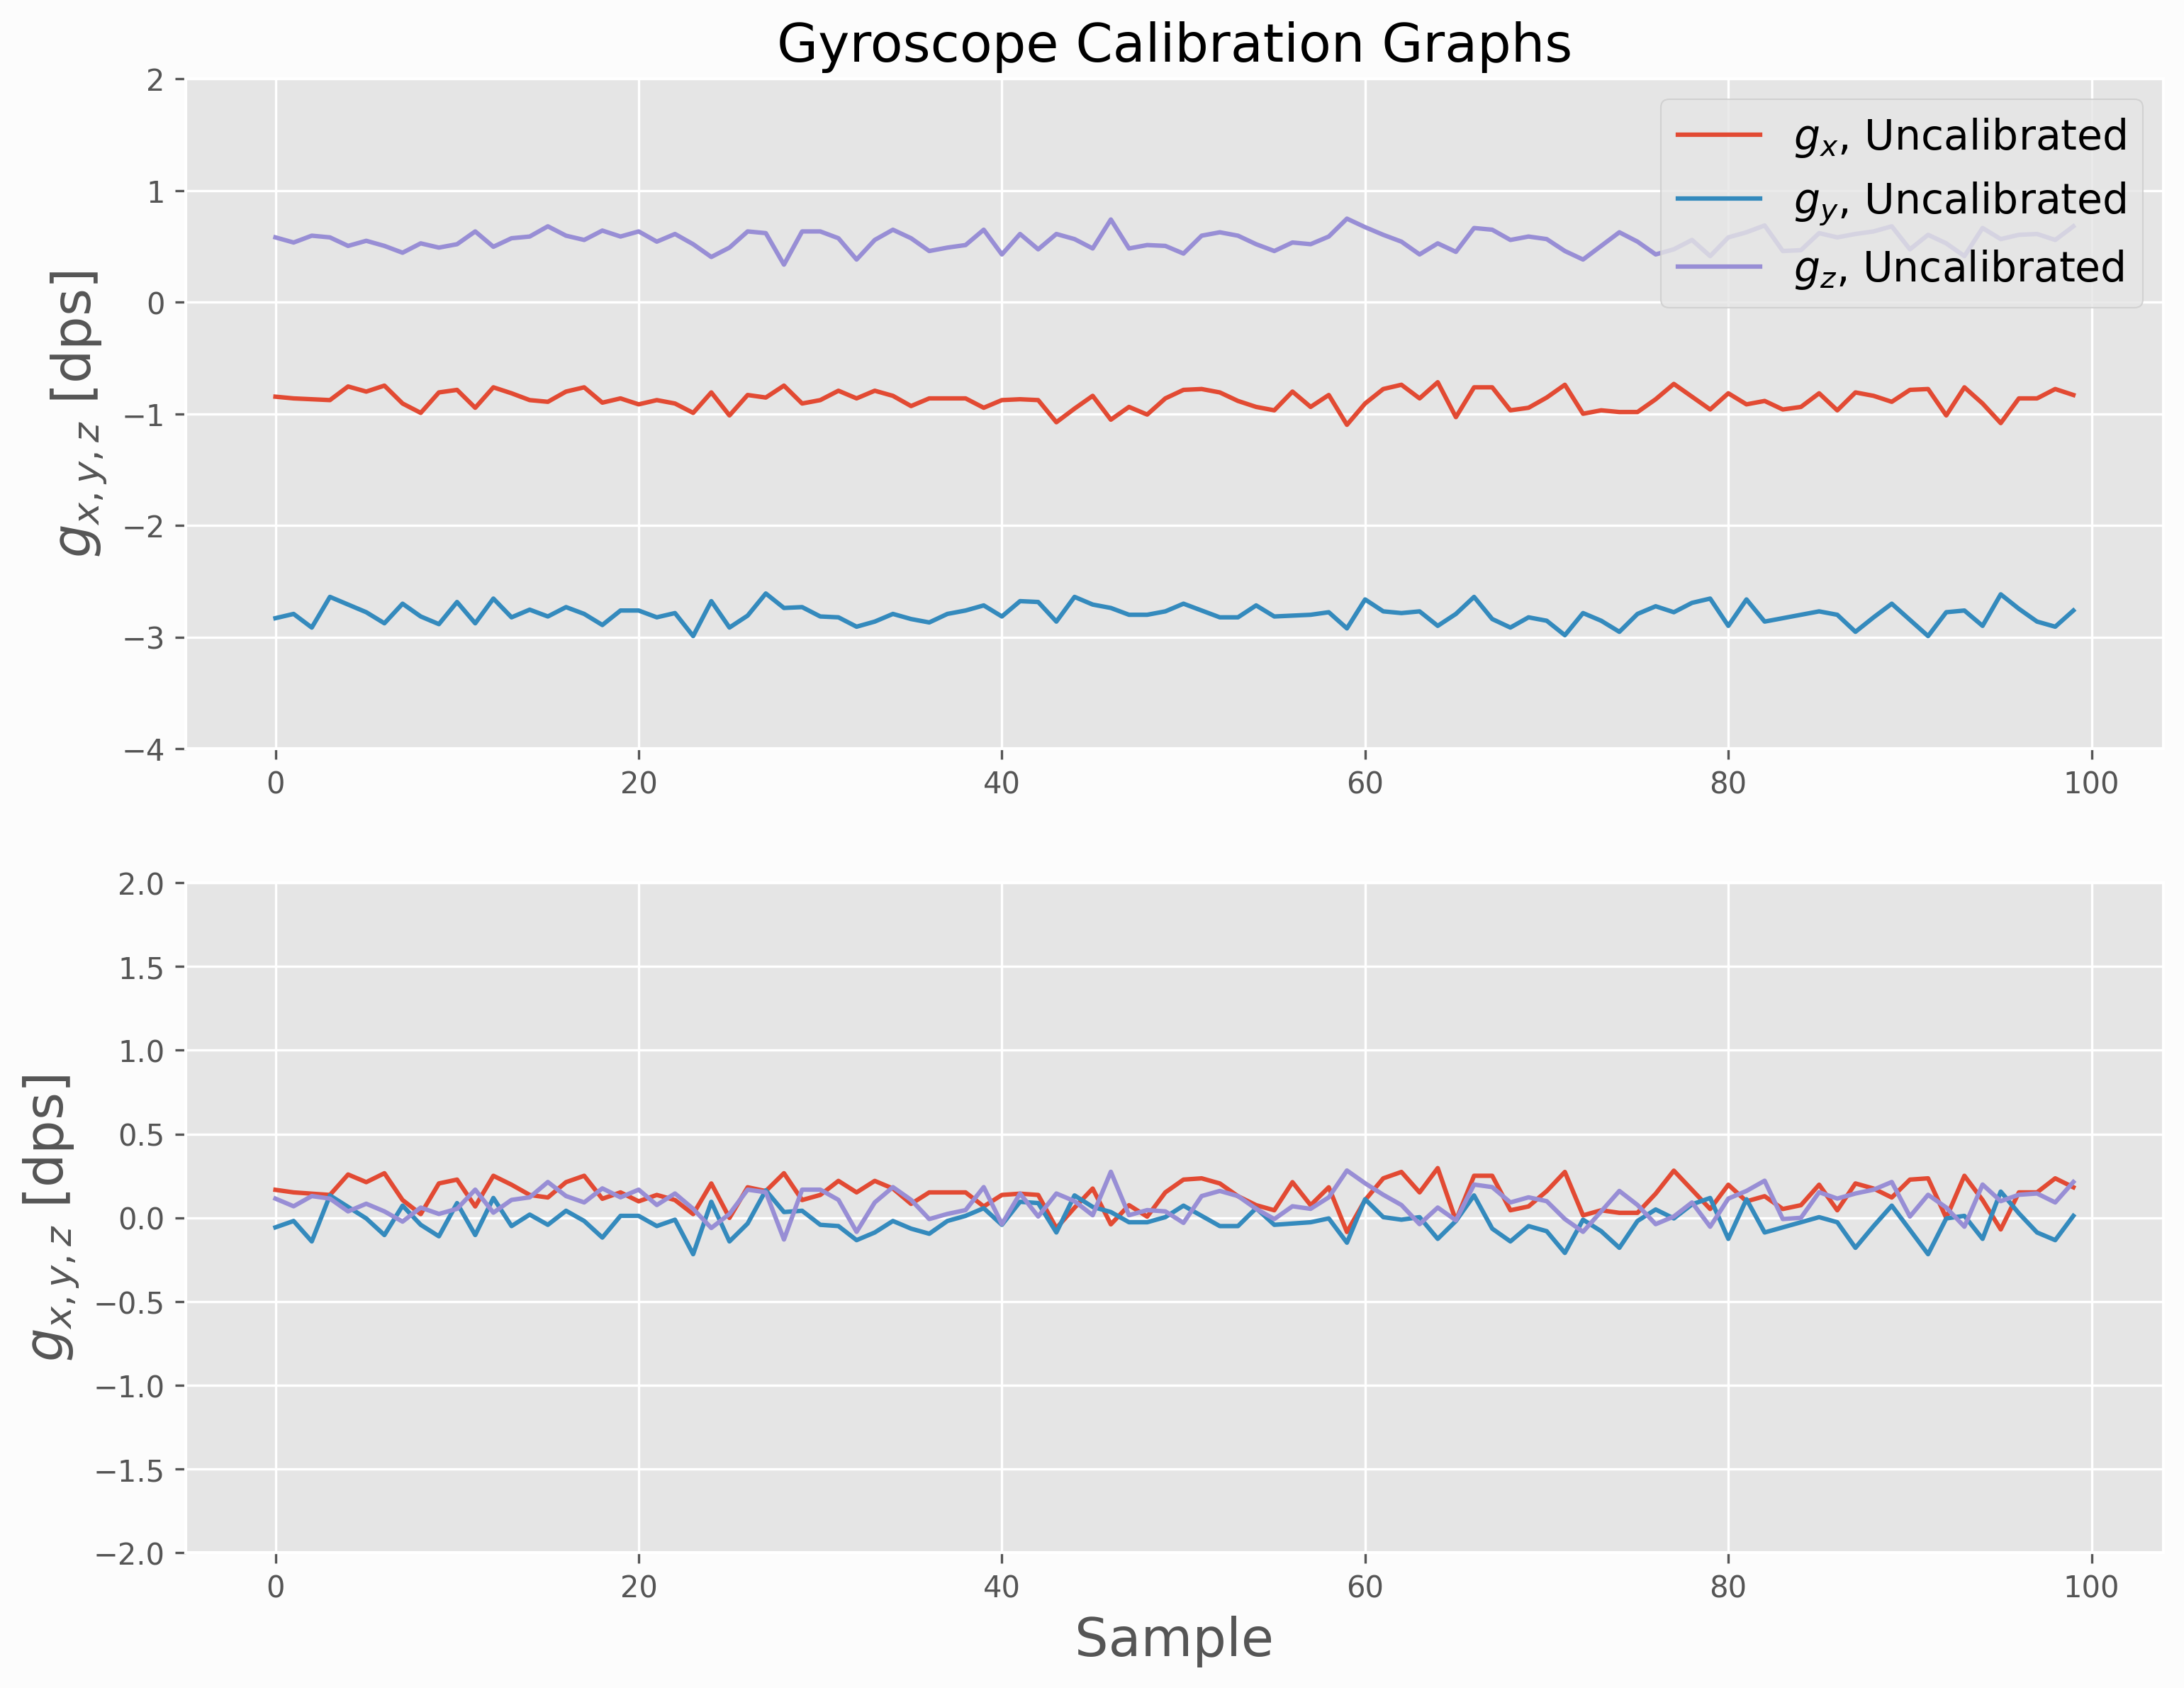 Gyroscope Calibration Graphs
2
1
0
−1
−2
−3
−4
g_{x,y,z} [dps]
g_x, Uncalibrated
g_y, Uncalibrated
g_z, Uncalibrated
0 20 40 60 80 100
2.0
1.5
1.0
0.5
0.0
−0.5
−1.0
−1.5
−2.0
g_{x,y,z} [dps]
0 20 40 60 80 100
Sample